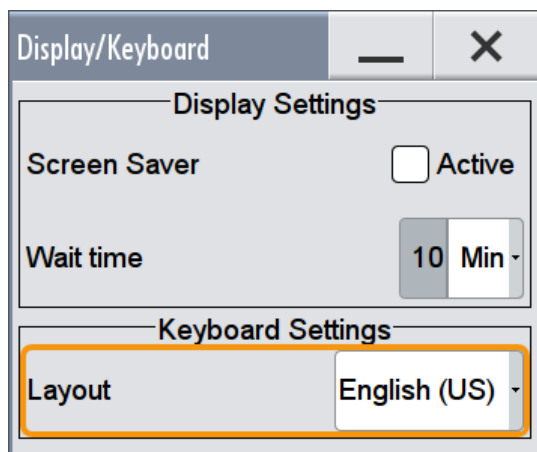 Display/Keyboard
Display Settings
Screen Saver Active
Wait time 10 Min
Keyboard Settings
Layout English (US)